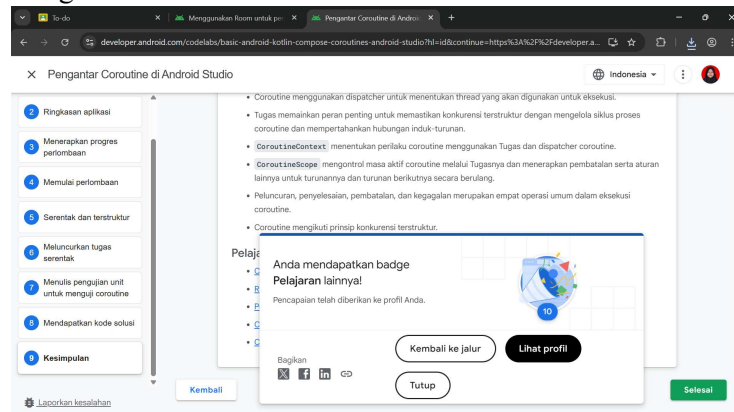 To-do
Menggunakan Room untuk per
Pengantar Coroutine di Androi
developer.android.com/codelabs/basic-android-kotlin-compose-coroutines-android-studio?hl=id&continue=https%3A%2F%2Fdeveloper.a...
Pengantar Coroutine di Android Studio
Indonesia
2 Ringkasan aplikasi
3 Menerapkan progres
perlombaan
4 Memulai perlombaan
5 Serentak dan terstruktur
6 Meluncurkan tugas
serentak
7 Menulis pengujian unit
untuk menguji coroutine
8 Mendapatkan kode solusi
9 Kesimpulan
Laporkan kesalahan
• Coroutine menggunakan dispatcher untuk menentukan thread yang akan digunakan untuk eksekusi.
• Tugas memainkan peran penting untuk memastikan konkurensi terstruktur dengan mengelola siklus proses
coroutine dan mempertahankan hubungan induk-turunan.
• CoroutineContext menentukan perilaku coroutine menggunakan Tugas dan dispatcher coroutine.
• CoroutineScope mengontrol masa aktif coroutine melalui Tugasnya dan menerapkan pembatalan serta aturan
lainnya untuk turunannya dan turunan berikutnya secara berulang.
• Peluncuran, penyelesaian, pembatalan, dan kegagalan merupakan empat operasi umum dalam eksekusi
coroutine.
• Coroutine mengikuti prinsip konkurensi terstruktur.
Pelaja
• C
• R
• P
• C
• C
Anda mendapatkan badge
Pelajaran lainnya!
Pencapaian telah diberikan ke profil Anda.
10
Bagikan
Kembali ke jalur
Lihat profil
Tutup
Kembali
Selesai